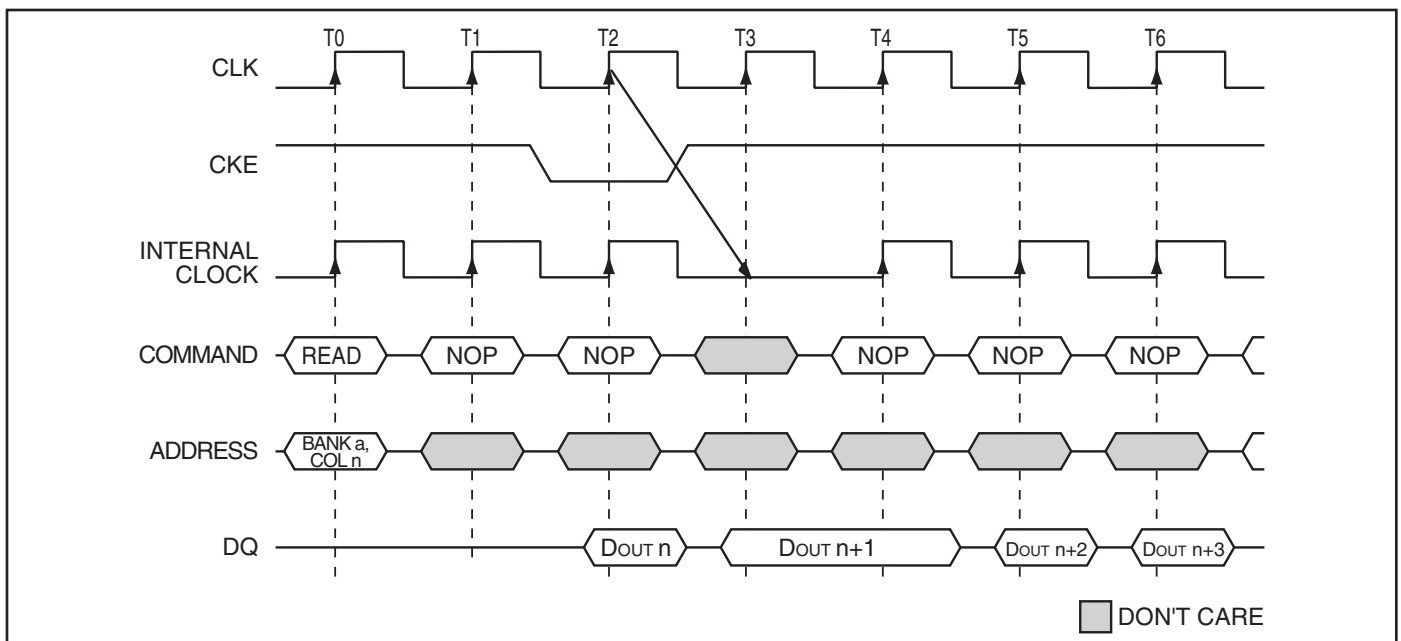 T0 T1 T2 T3 T4 T5 T6
CLK
CKE
INTERNAL
CLOCK
COMMAND READ NOP NOP NOP NOP NOP
ADDRESS BANK a,
COL n
DQ DOUT n DOUT n+1 DOUT n+2 DOUT n+3
DON'T CARE